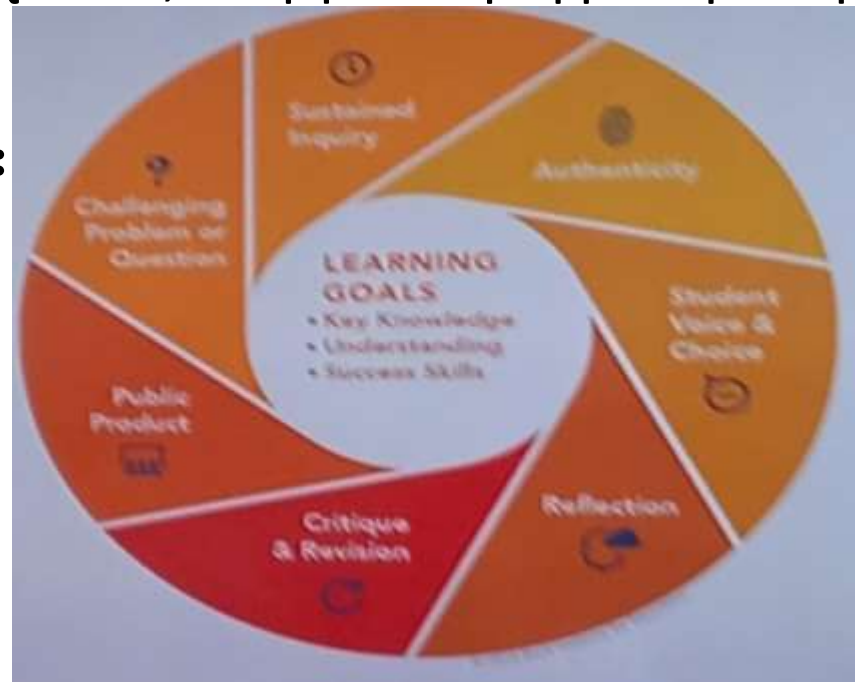 Sustained
Inquiry
Authenticity
Challenging
Problem or
Question
LEARNING
GOALS
• Key Knowledge
• Understanding
• Success Skills
Student
Voice &
Choice
Public
Product
Reflection
Critique
& Revision